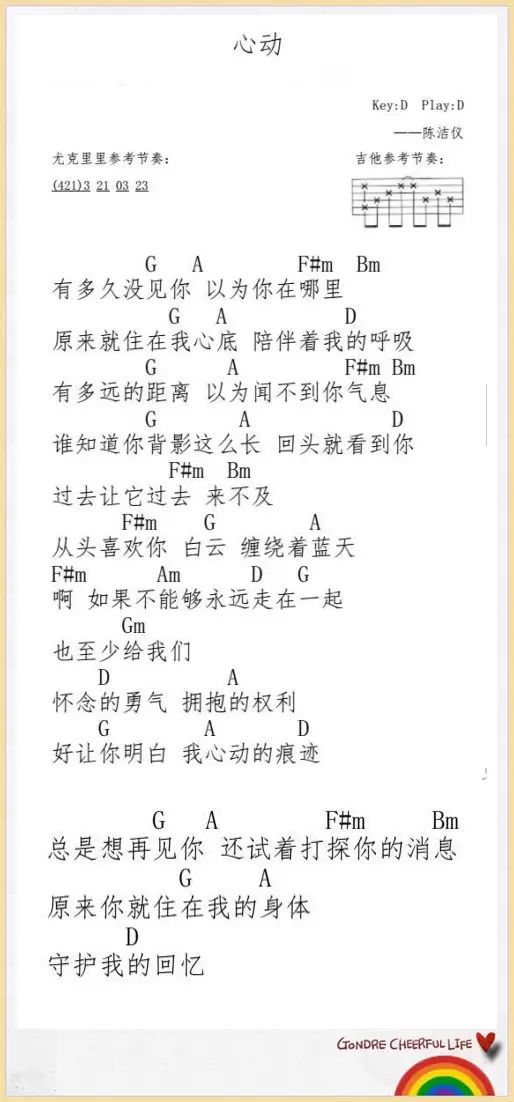 心动
Key:D Play:D
——陈洁仪
尤克里里参考节奏: 吉他参考节奏:
(421)3 21 03 23
G A F#m Bm
有多久没见你 以为你在哪里
G A D
原来就住在我心底 陪伴着我的呼吸
G A F#m Bm
有多远的距离 以为闻不到你气息
G A D
谁知道你背影这么长 回头就看到你
F#m Bm
过去让它过去 来不及
F#m G A
从头喜欢你 白云 缠绕着蓝天
F#m Am D G
啊 如果不能够永远走在一起
Gm
也至少给我们
D A
怀念的勇气 拥抱的权利
G A D
好让你明白 我心动的痕迹
G A F#m Bm
总是想再见你 还试着打探你的消息
G A
原来你就住在我的身体
D
守护我的回忆
GONDRE CHEERFUL LIFE